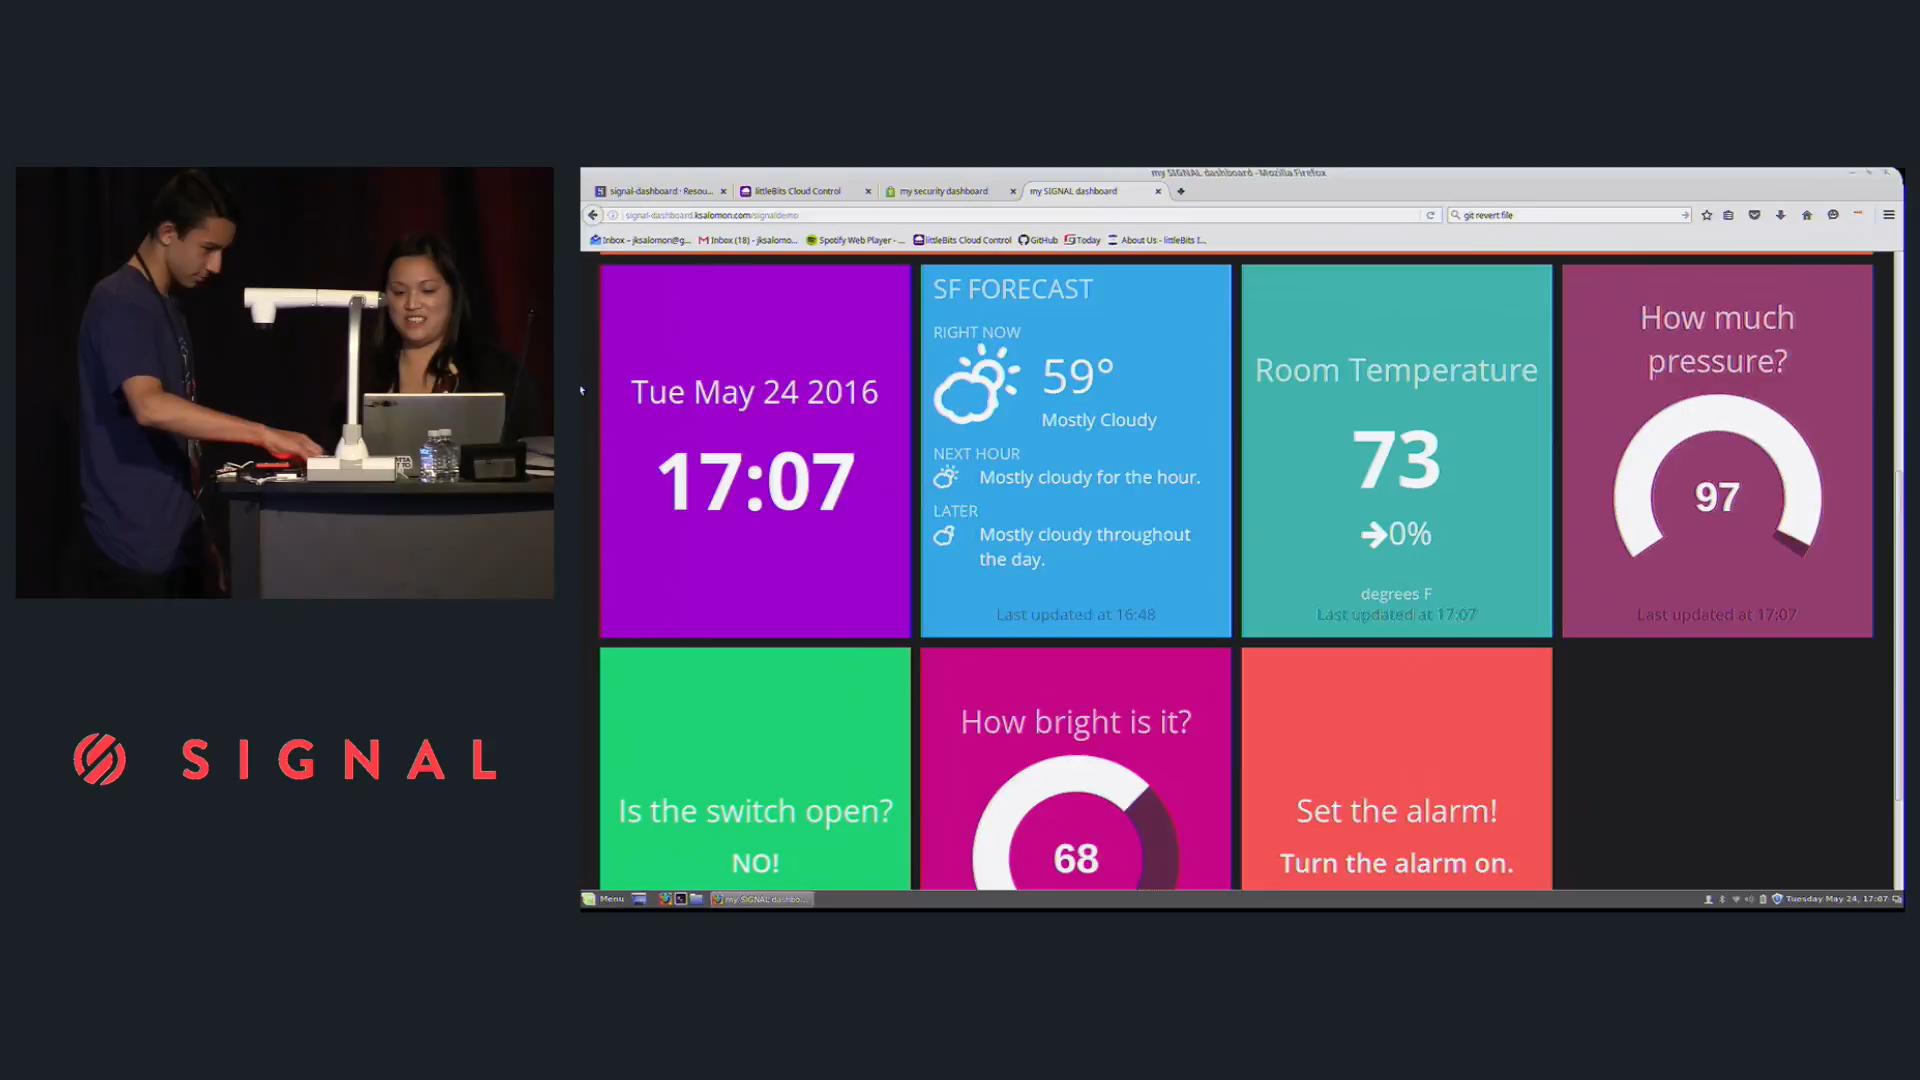 my SIGNAL dashboard - Mozilla Firefox
signal-dashboard · Resou...
littleBits Cloud Control
my security dashboard
my SIGNAL dashboard
signal-dashboard.ksalomon.com/signaldemo
git revert file
Inbox – jksalomon@g...
Inbox (18) - jksalomo...
Spotify Web Player - ...
littleBits Cloud Control
GitHub
Today
About Us - littleBits I...
Tue May 24 2016
17:07
SF FORECAST
RIGHT NOW
59°
Mostly Cloudy
NEXT HOUR
Mostly cloudy for the hour.
LATER
Mostly cloudy throughout
the day.
Last updated at 16:48
Room Temperature
73
0%
degrees F
Last updated at 17:07
How much
pressure?
97
Last updated at 17:07
Is the switch open?
NO!
How bright is it?
68
Set the alarm!
Turn the alarm on.
SIGNAL
Menu
my SIGNAL dashbo...
Tuesday May 24, 17:07